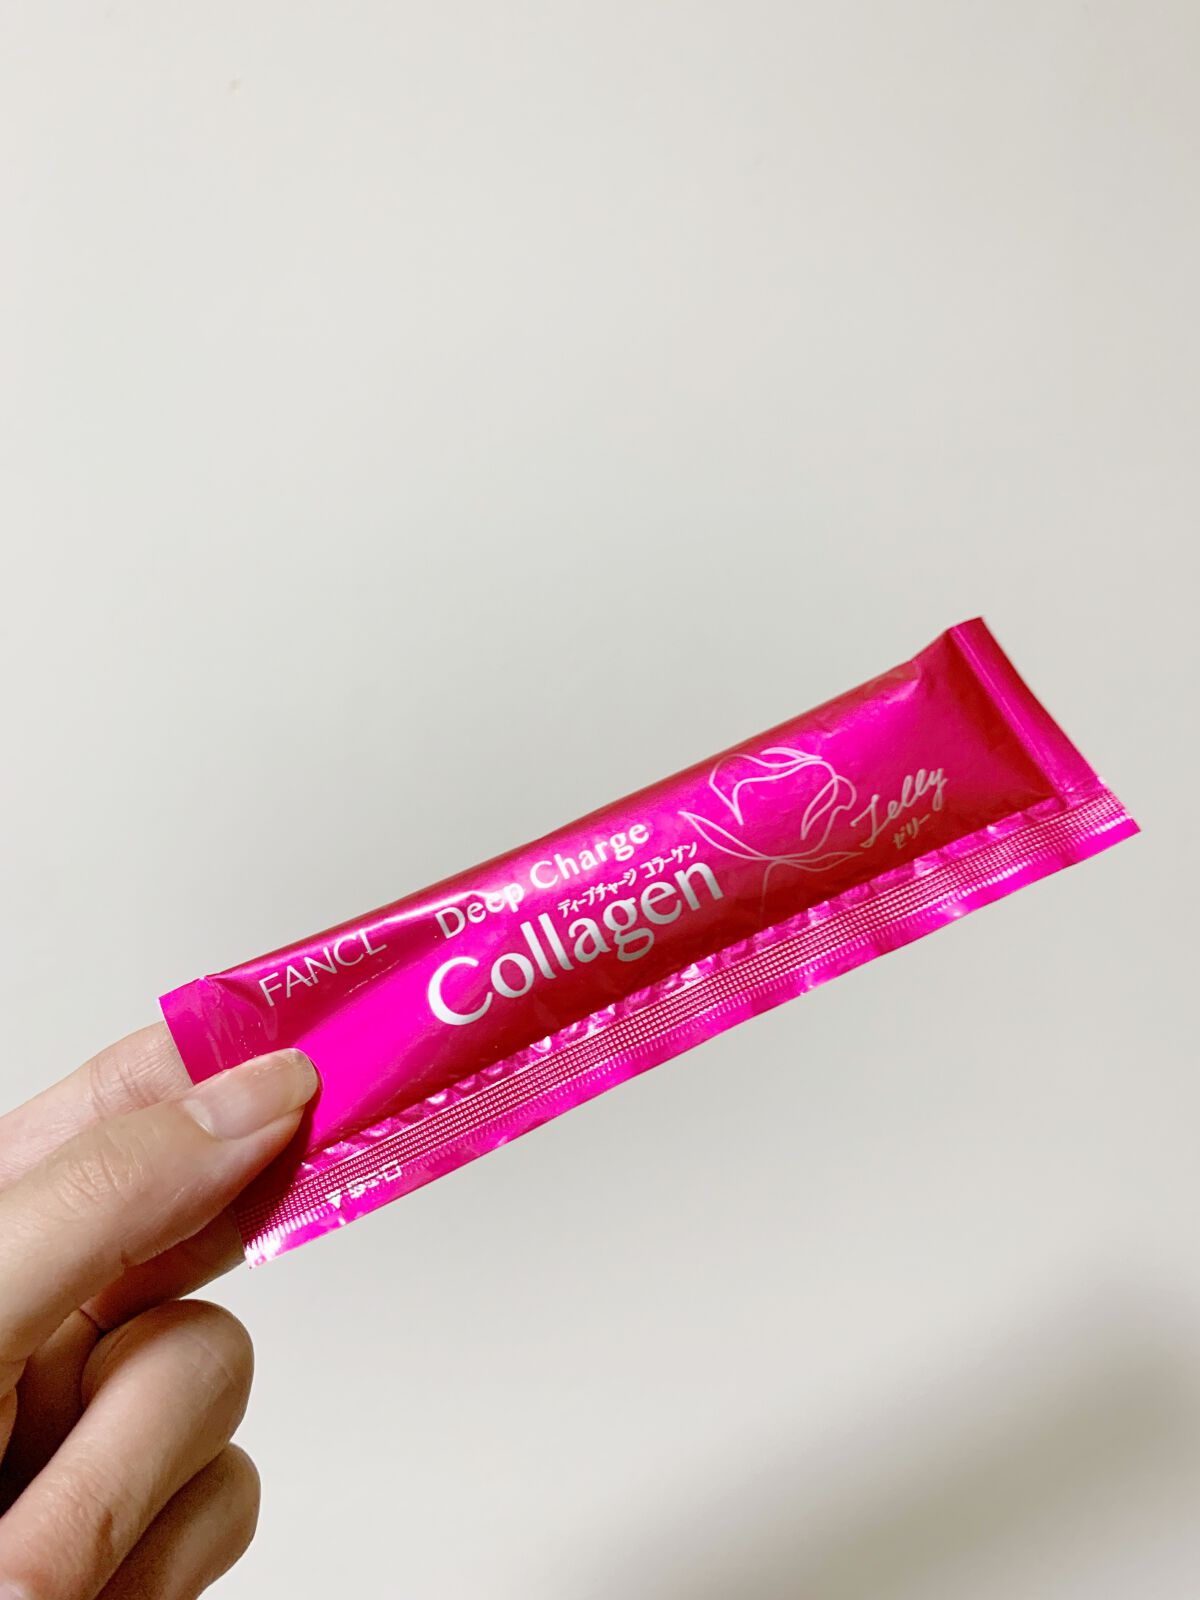 FANCL
Deep Charge
ディープチャージ コラーゲン
Collagen
Jelly
ゼリー